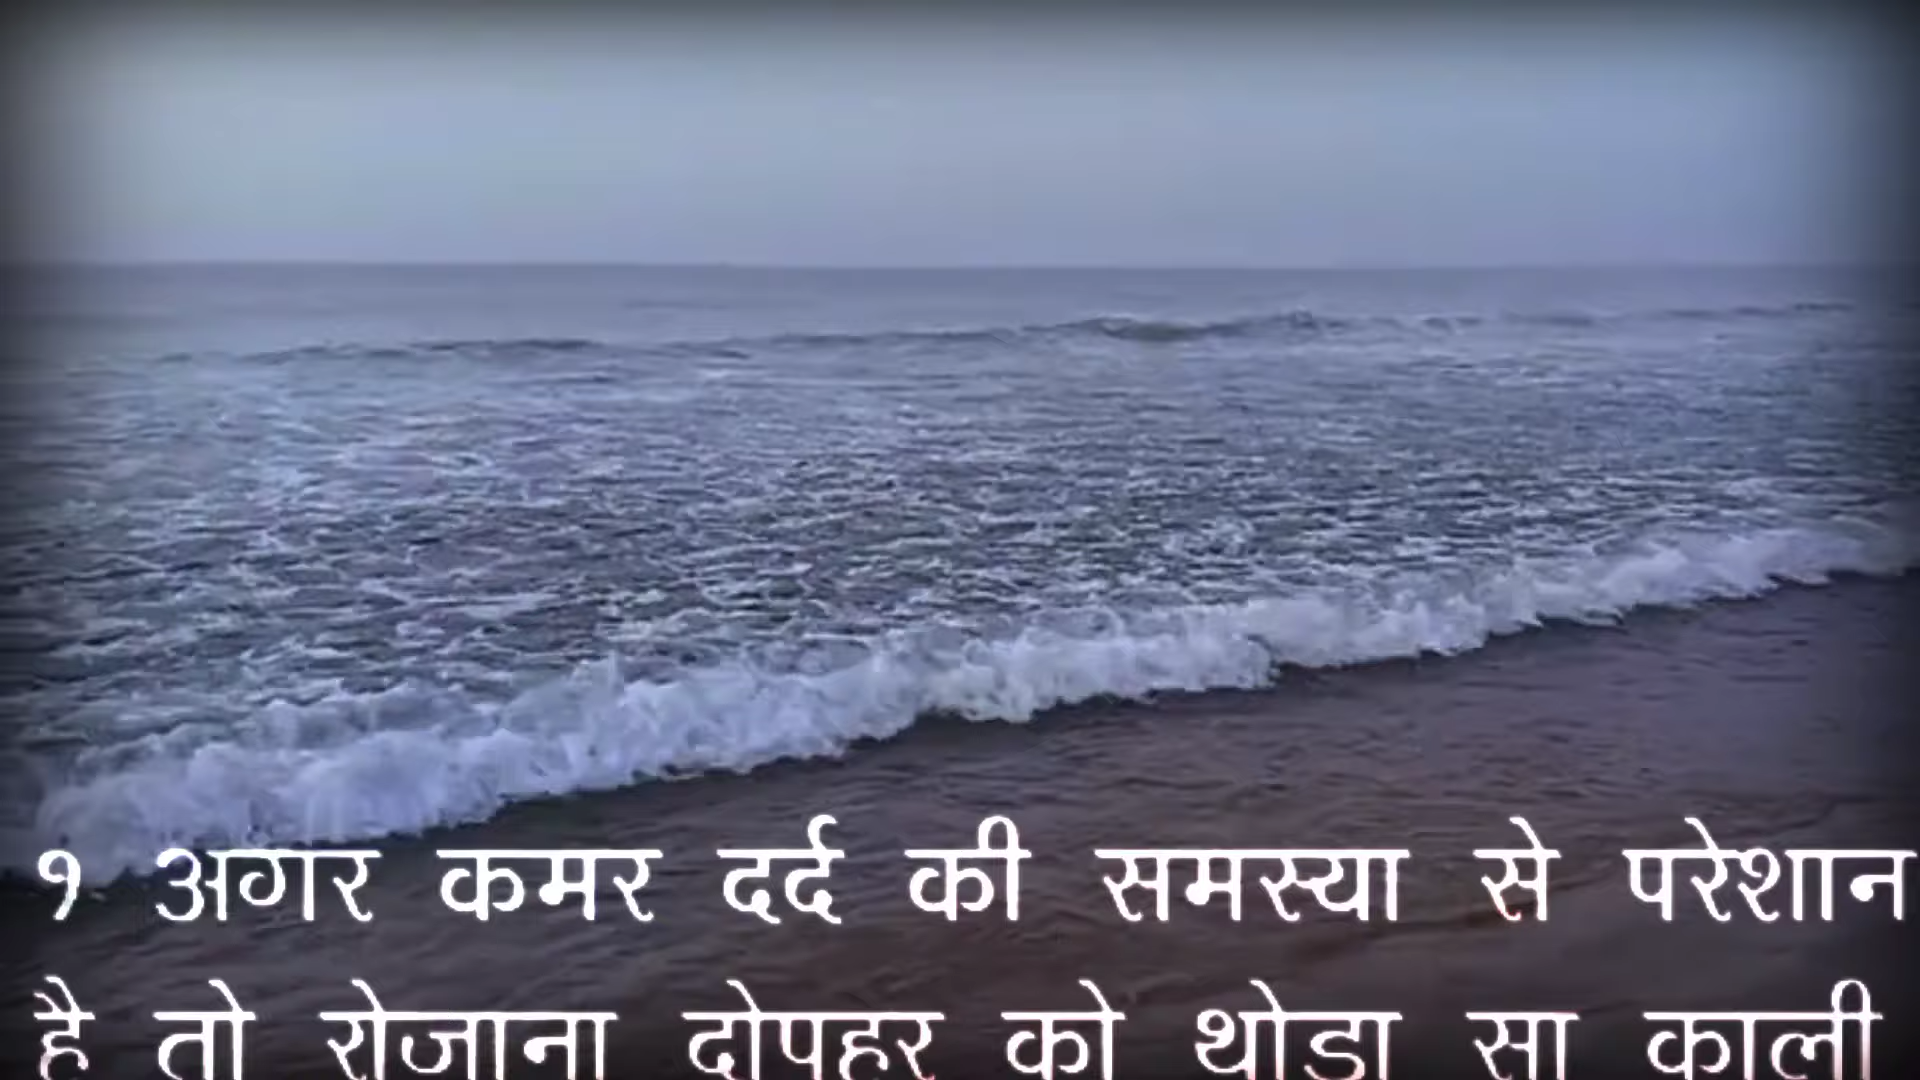 १ अगर कमर दर्द की समस्या से परेशान
है तो रोजाना दोपहर को थोडा सा काली